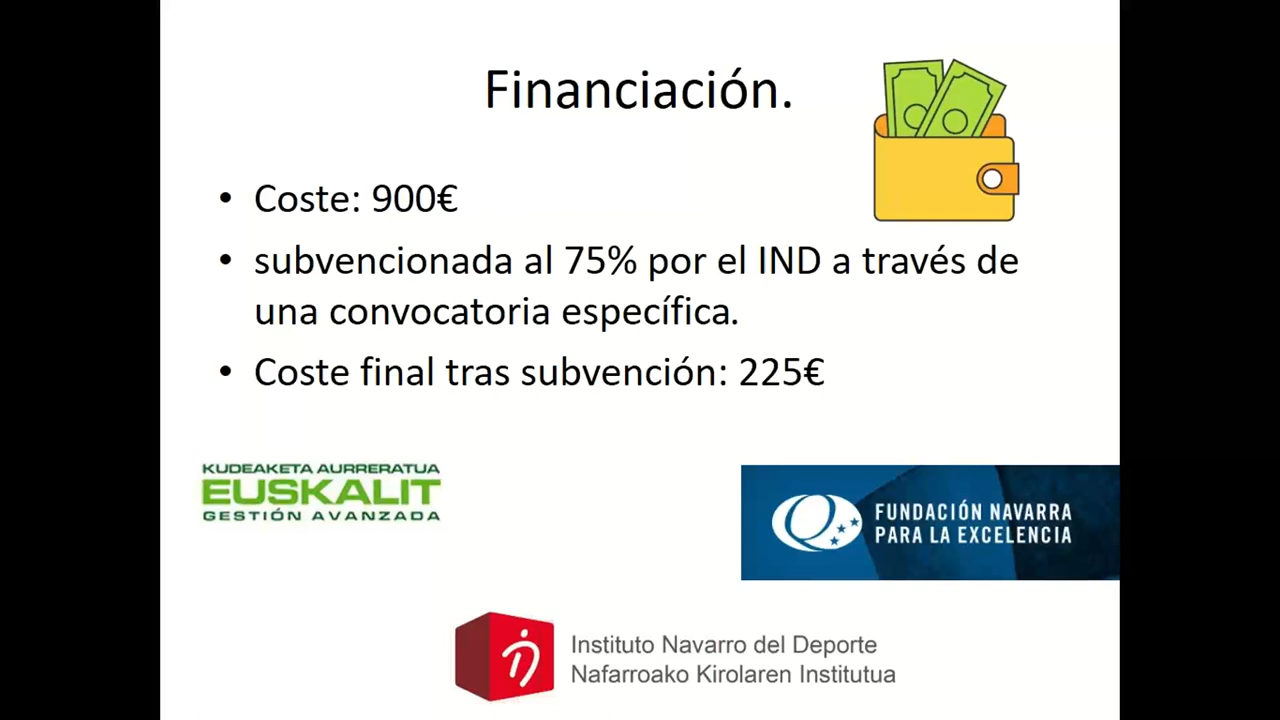 Financiación.
• Coste: 900€
• subvencionada al 75% por el IND a través de
una convocatoria específica.
• Coste final tras subvención: 225€
KUDEAKETA AURRERATUA
EUSKALIT
GESTIÓN AVANZADA
FUNDACIÓN NAVARRA
PARA LA EXCELENCIA
Instituto Navarro del Deporte
Nafarroako Kirolaren Institutua